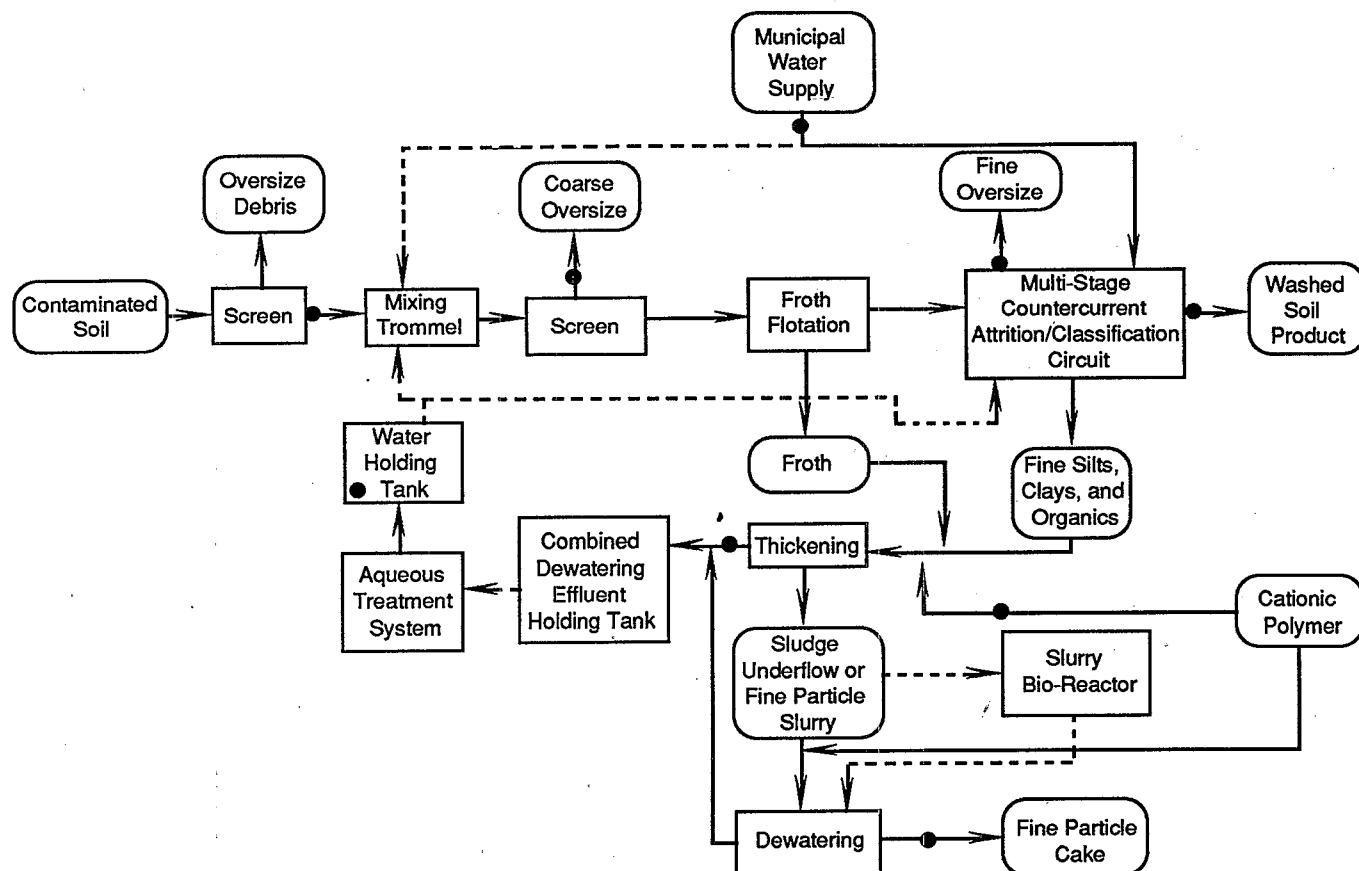 Municipal
Water
Supply
Oversize
Debris
Coarse
Oversize
Fine
Oversize
Contaminated
Soil
Screen
Mixing
Trommel
Screen
Froth
Flotation
Multi-Stage
Countercurrent
Attrition/Classification
Circuit
Washed
Soil
Product
Water
Holding
Tank
Froth
Fine Silts,
Clays, and
Organics
Aqueous
Treatment
System
Combined
Dewatering
Effluent
Holding Tank
Thickening
Cationic
Polymer
Sludge
Underflow or
Fine Particle
Slurry
Slurry
Bio-Reactor
Dewatering
Fine Particle
Cake